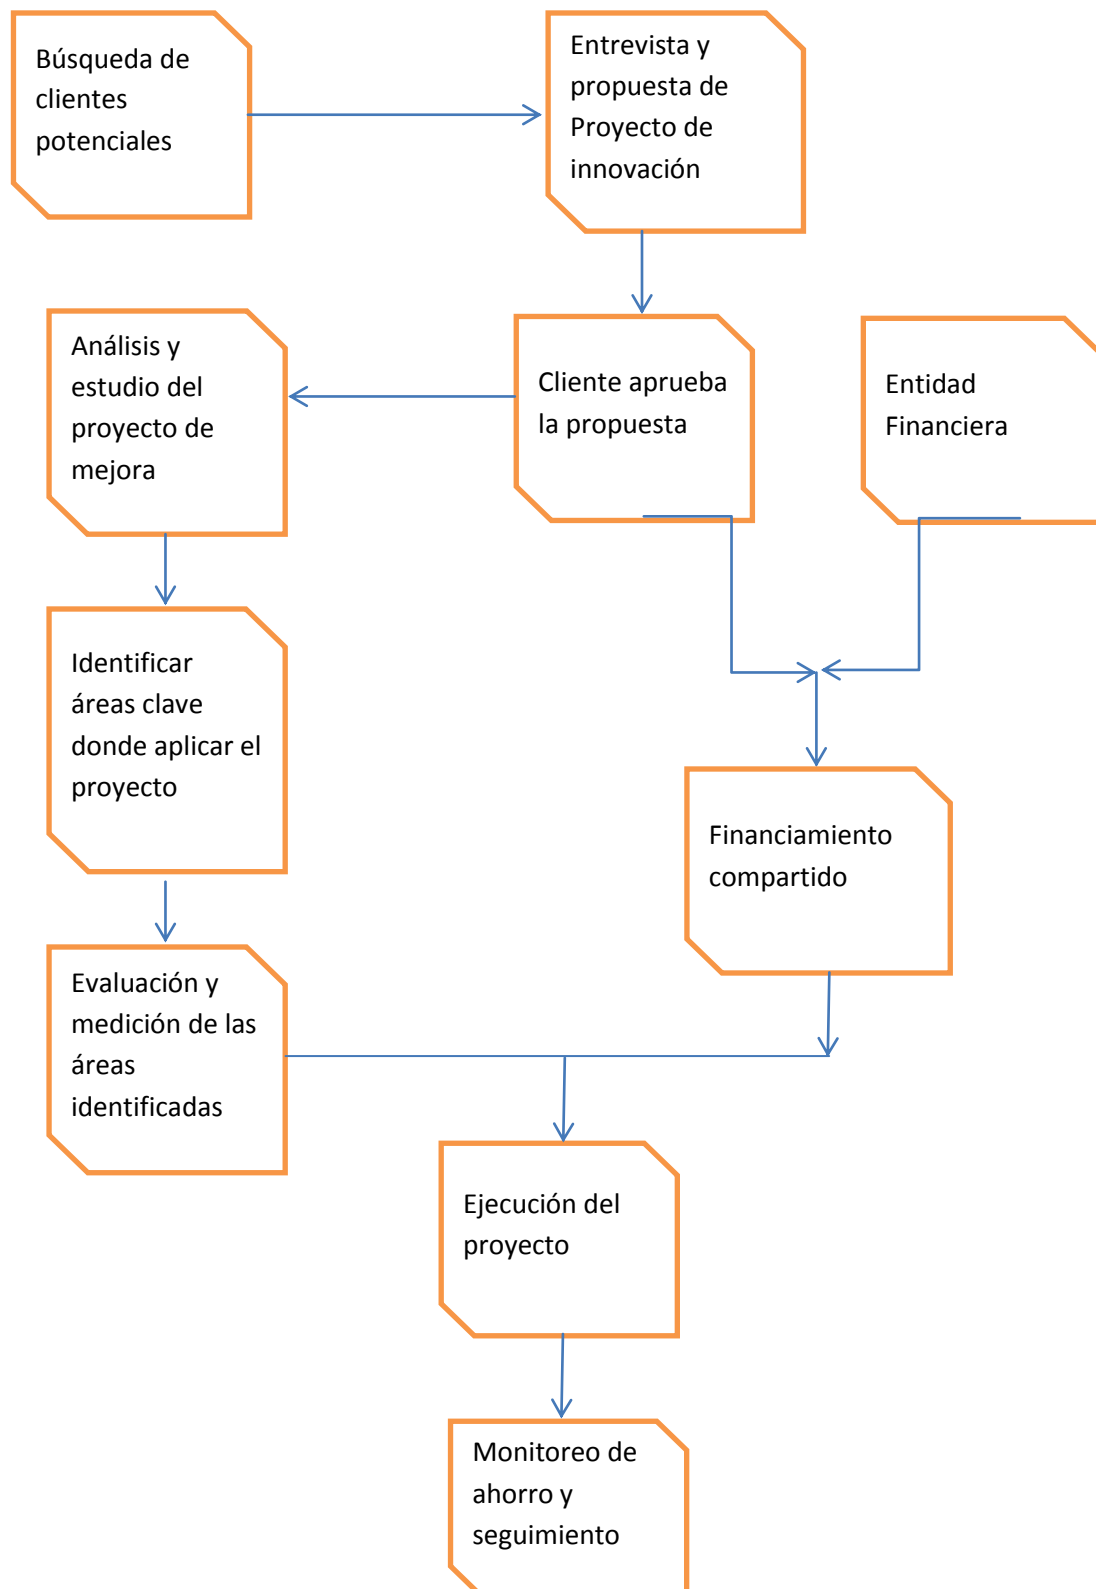 Búsqueda de
clientes
potenciales
Entrevista y
propuesta de
Proyecto de
innovación
Análisis y
estudio del
proyecto de
mejora
Cliente aprueba
la propuesta
Entidad
Financiera
Identificar
áreas clave
donde aplicar el
proyecto
Financiamiento
compartido
Evaluación y
medición de las
áreas
identificadas
Ejecución del
proyecto
Monitoreo de
ahorro y
seguimiento